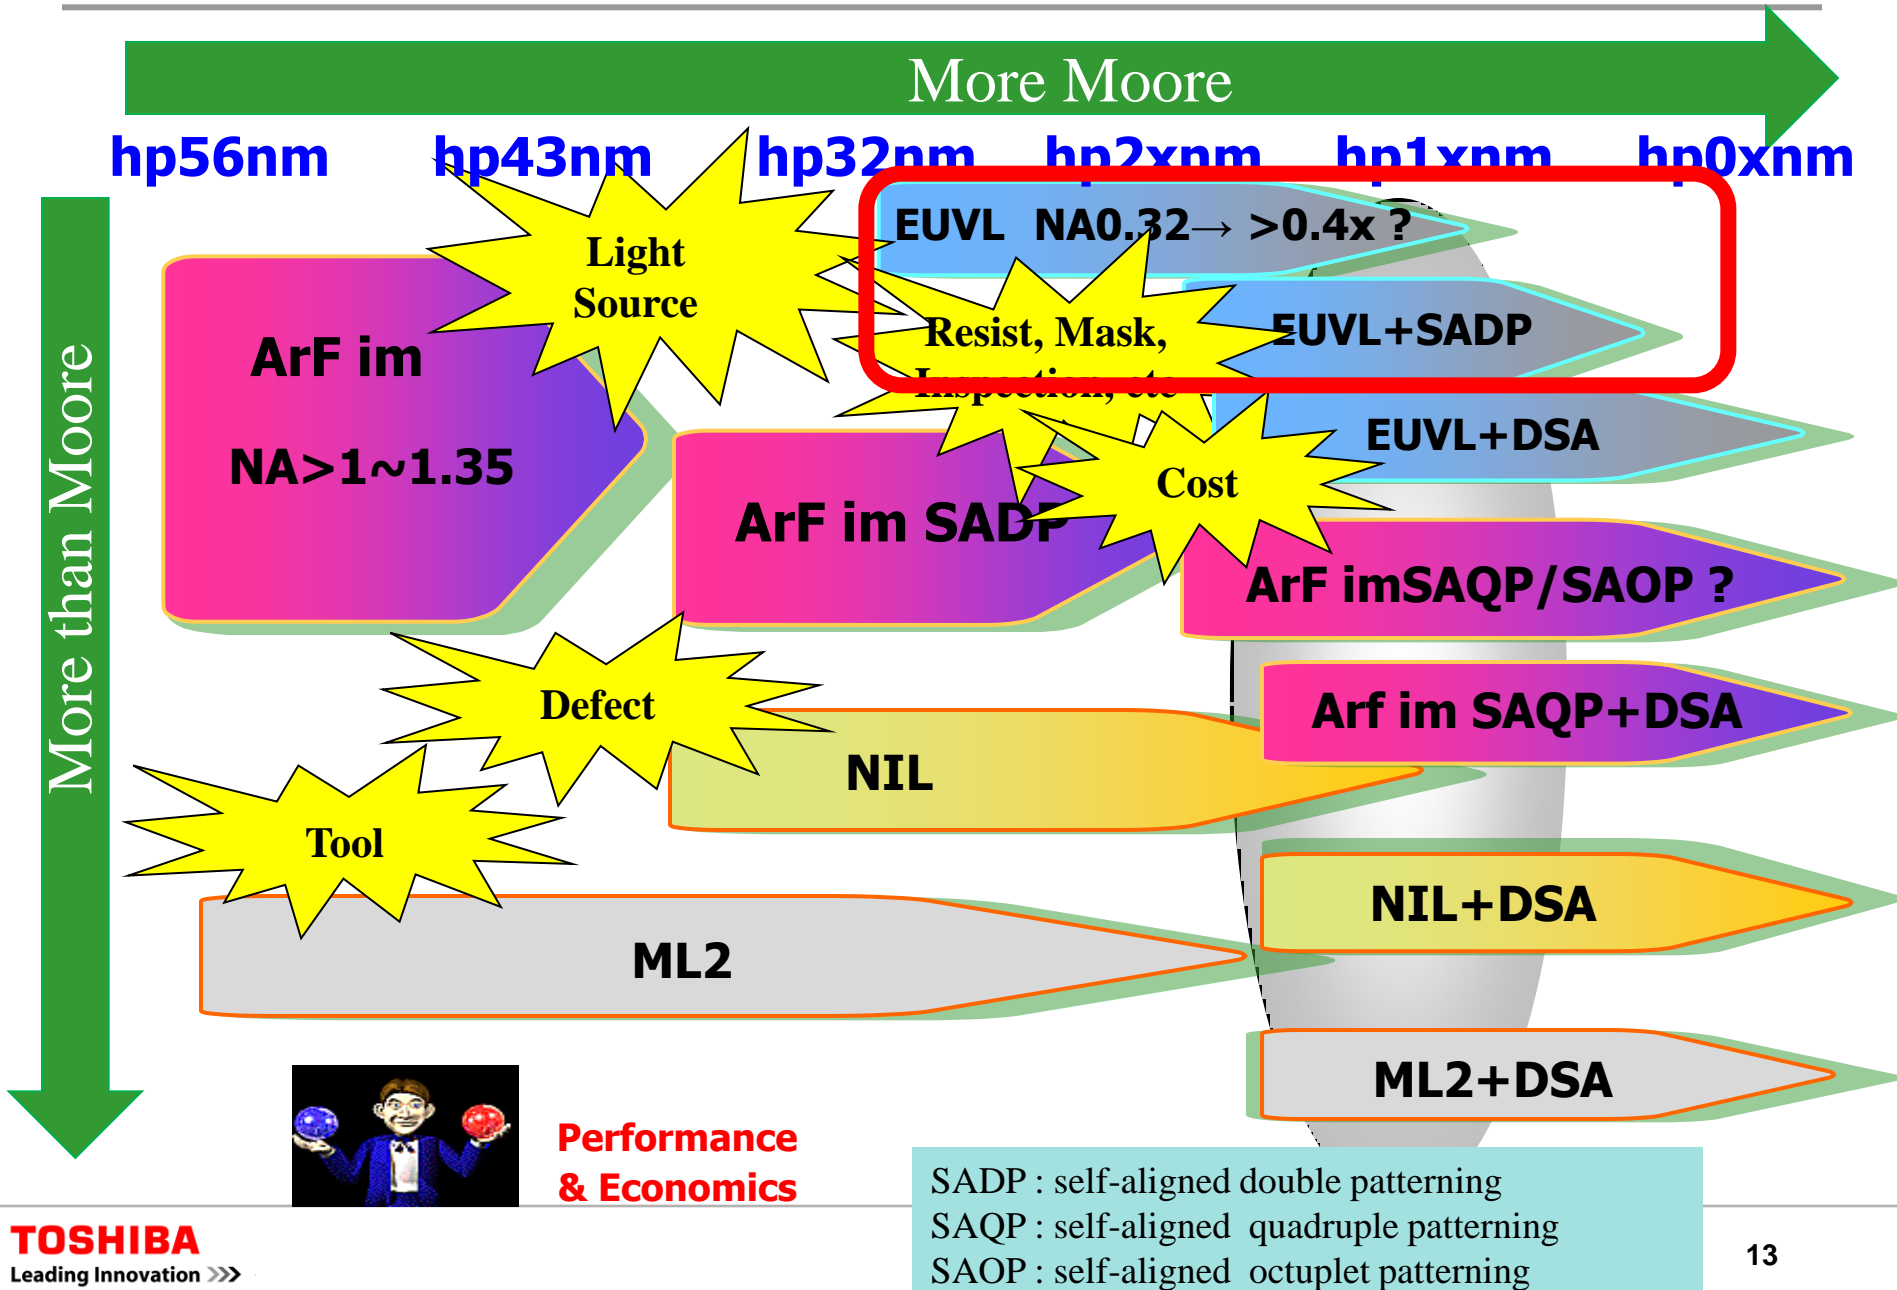 More Moore
hp56nm hp43nm hp32nm hp2xnm hp1xnm hp0xnm
More than Moore
Light
Source
EUVL NA0.32→ >0.4x ?
ArF im
NA>1~1.35
Resist, Mask,
Inspection, etc
EUVL+SADP
EUVL+DSA
Cost
ArF im SADP
ArF imSAQP/SAOP ?
Defect
Arf im SAQP+DSA
NIL
Tool
NIL+DSA
ML2
ML2+DSA
Performance
& Economics
SADP : self-aligned double patterning
SAQP : self-aligned quadruple patterning
SAOP : self-aligned octuplet patterning
TOSHIBA
Leading Innovation >>>
13